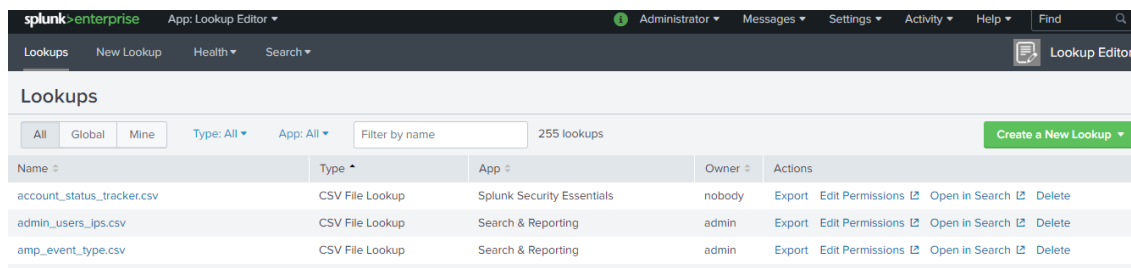 splunk>enterprise App: Lookup Editor Administrator Messages Settings Activity Help Find
Lookups New Lookup Health Search Lookup Editor
Lookups
All Global Mine Type: All App: All Filter by name 255 lookups Create a New Lookup
Name Type App Owner Actions
account_status_tracker.csv CSV File Lookup Splunk Security Essentials nobody Export Edit Permissions Open in Search Delete
admin_users_ips.csv CSV File Lookup Search & Reporting admin Export Edit Permissions Open in Search Delete
amp_event_type.csv CSV File Lookup Search & Reporting admin Export Edit Permissions Open in Search Delete